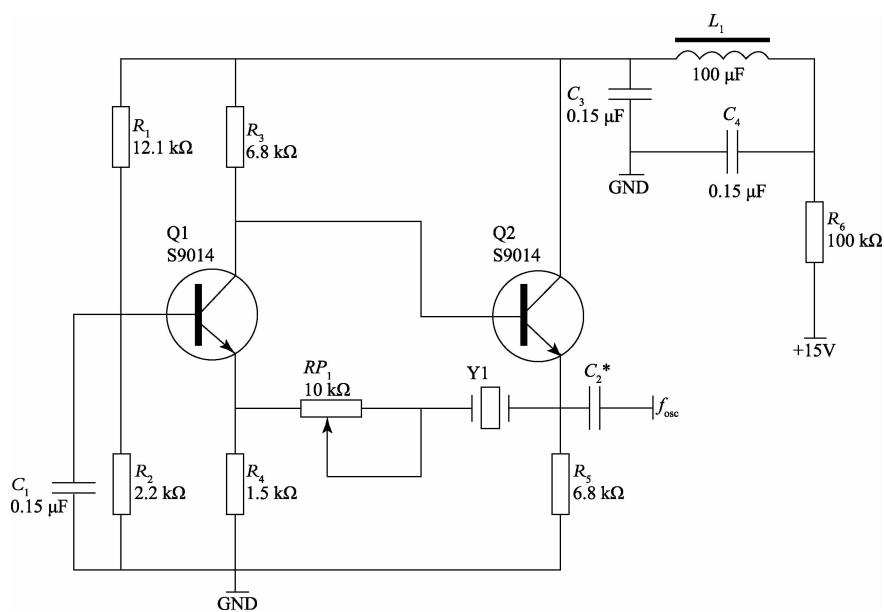 L₁
100 μF
C₃
0.15 μF
C₄
0.15 μF
GND
R₁
12.1 kΩ
R₃
6.8 kΩ
R₆
100 kΩ
+15V
Q1
S9014
Q2
S9014
RP₁
10 kΩ
Y1
C₂*
fosc
C₁
0.15 μF
R₂
2.2 kΩ
R₄
1.5 kΩ
R₅
6.8 kΩ
GND